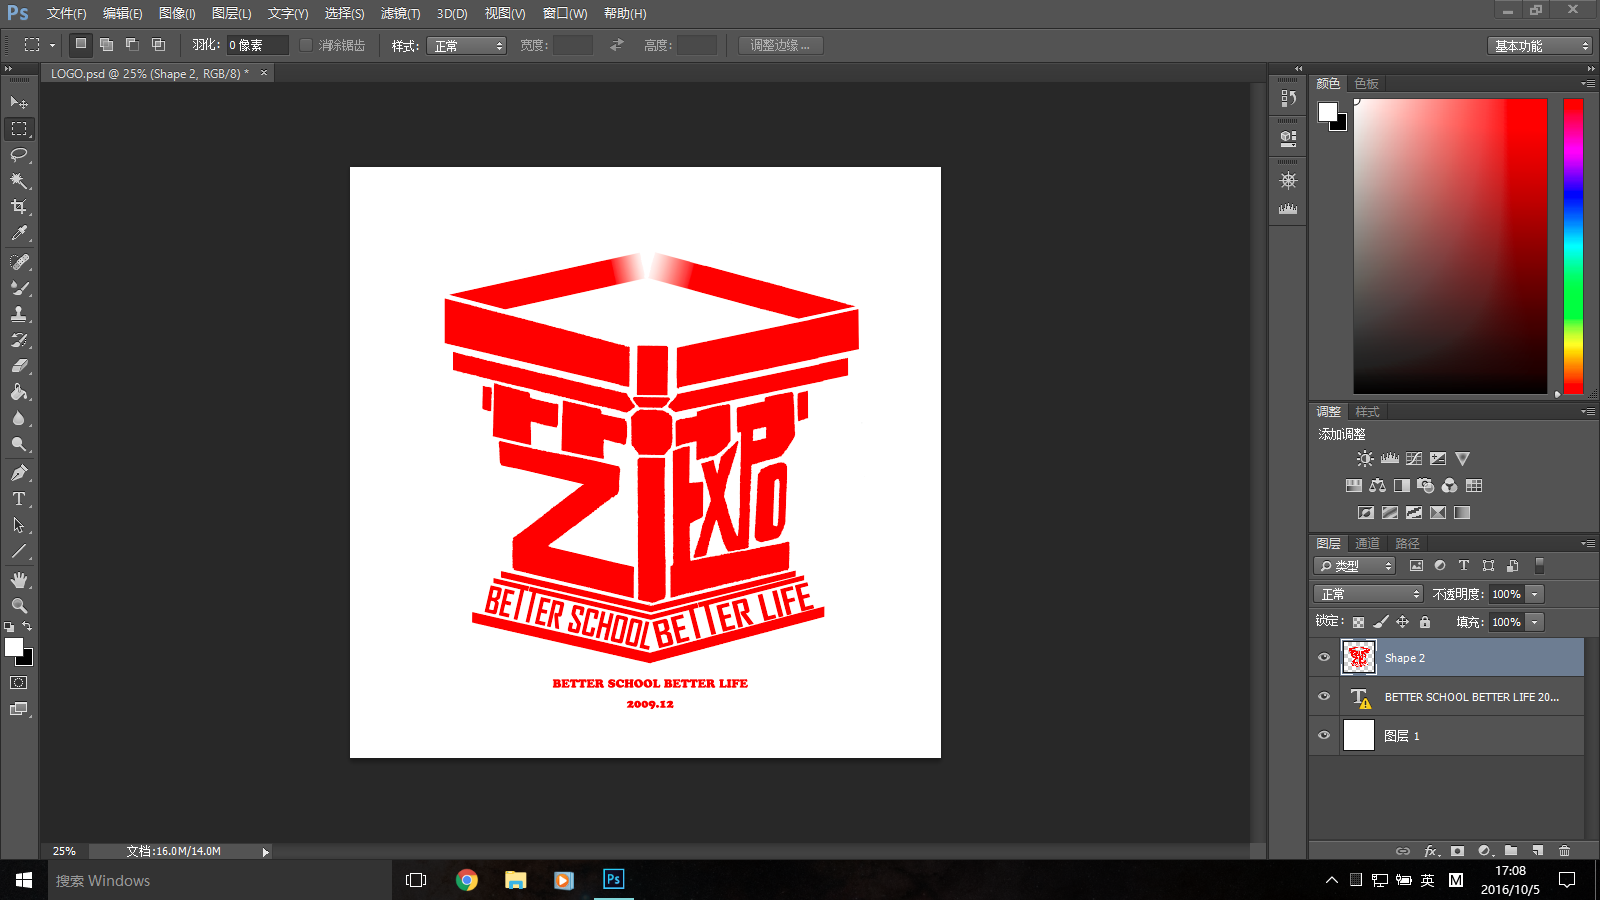 Ps 文件(F) 编辑(E) 图像(I) 图层(L) 文字(Y) 选择(S) 滤镜(T) 3D(D) 视图(V) 窗口(W) 帮助(H)
羽化: 0 像素 消除锯齿 样式: 正常 宽度: 高度: 调整边缘 ... 基本功能
LOGO.psd @ 25% (Shape 2, RGB/8) * ×
颜色 色板
EXPO
BETTER SCHOOL BETTER LIFE
BETTER SCHOOL BETTER LIFE
2009.12
调整 样式
添加调整
图层 通道 路径
类型
正常 不透明度: 100%
锁定: 填充: 100%
Shape 2
BETTER SCHOOL BETTER LIFE 20...
图层 1
25% 文档:16.0M/14.0M
搜索 Windows
Ps
英 M 17:08
2016/10/5